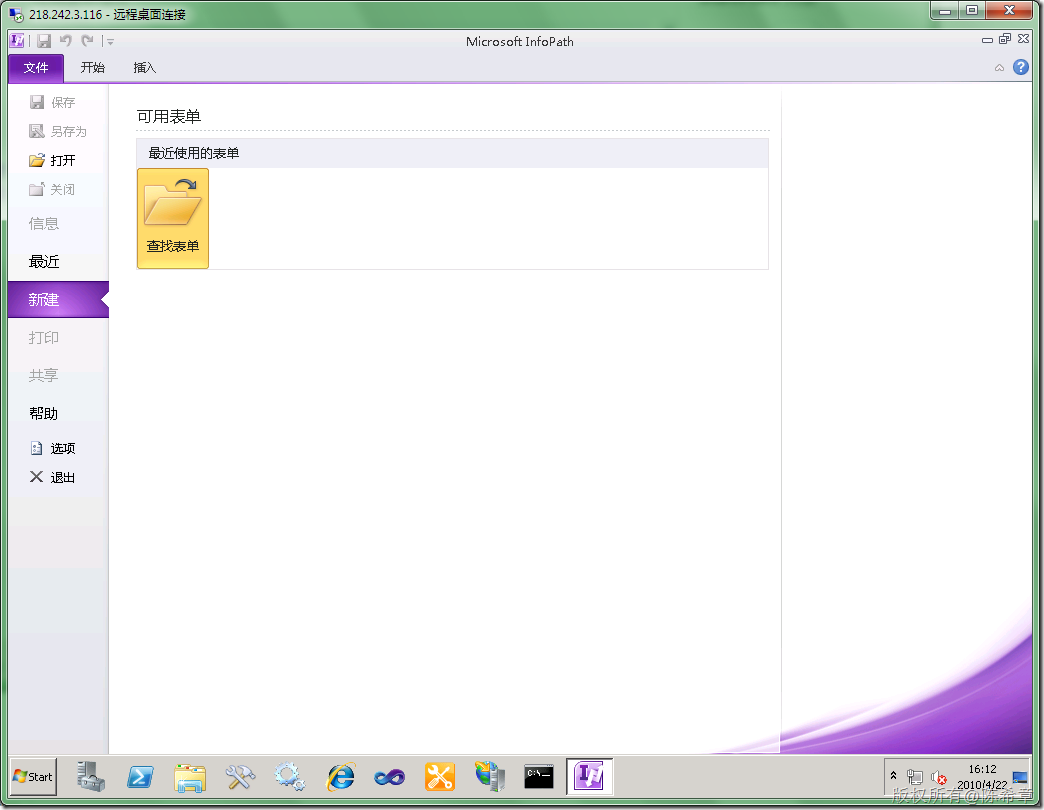 218.242.3.116 - 远程桌面连接
Microsoft InfoPath
文件 开始 插入
保存
另存为
打开
关闭
信息
最近
新建
打印
共享
帮助
选项
退出
可用表单
最近使用的表单
查找表单
Start
C:\_
16:12
2010/4/22
版权所有@陈希章